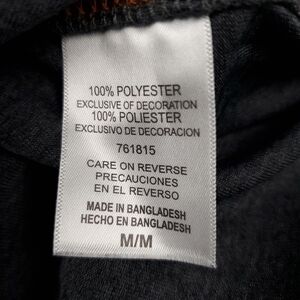 100% POLYESTER
EXCLUSIVE OF DECORATION
100% POLIESTER
EXCLUSIVO DE DECORACION
761815
CARE ON REVERSE
PRECAUCIONES
EN EL REVERSO
MADE IN BANGLADESH
HECHO EN BANGLADESH
M/M